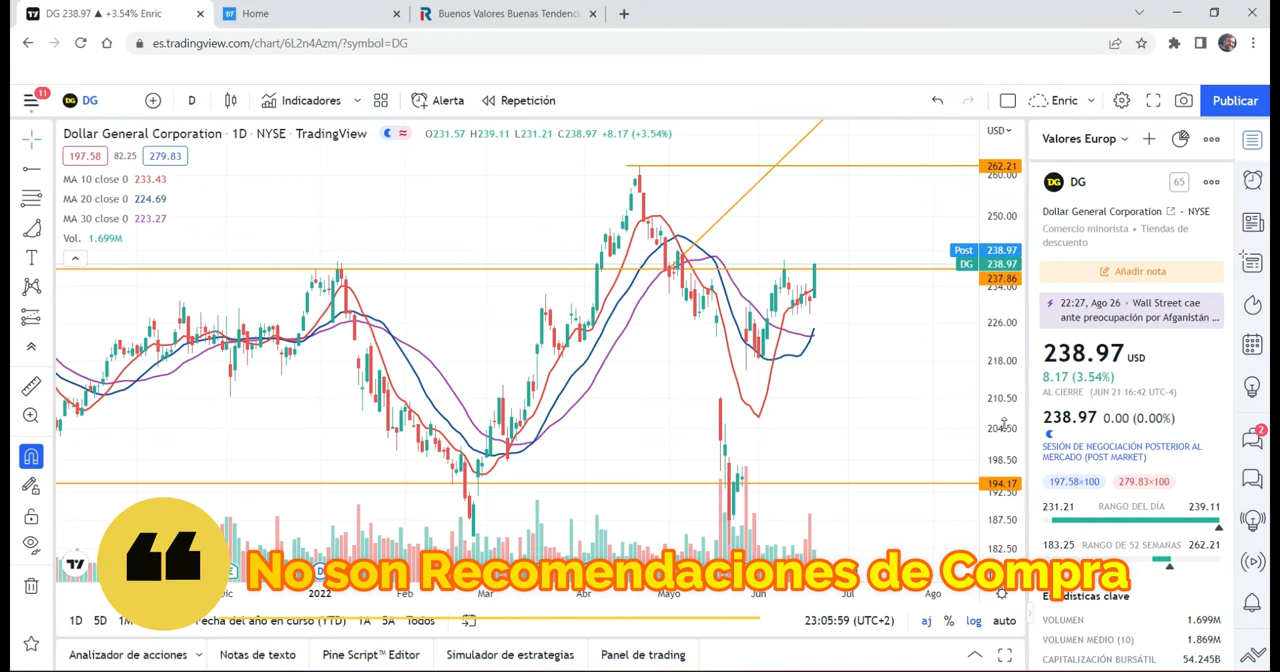 DG 238.97 ▲ +3.54% Enric
Home
Buenos Valores Buenas Tendenci
es.tradingview.com/chart/6L2n4Azm/?symbol=DG
11
DG
D
Indicadores
Alerta
Repetición
Enric
Publicar
Dollar General Corporation · 1D · NYSE · TradingView
O231.57 H239.11 L231.21 C238.97 +8.17 (+3.54%)
USD
197.58
82.25
279.83
MA 10 close 0 233.43
MA 20 close 0 224.69
MA 30 close 0 223.27
Vol. 1.699M
262.21
260.00
250.00
Post 238.97
DG 238.97
237.86
234.00
226.00
218.00
210.50
204.50
198.50
194.17
192.50
187.50
182.50
Valores Europ
DG
65
Dollar General Corporation · NYSE
Comercio minorista · Tiendas de
descuento
Añadir nota
22:27, Ago 26 · Wall Street cae
ante preocupación por Afganistán ...
238.97 USD
8.17 (3.54%)
AL CIERRE (JUN 21 16:42 UTC-4)
238.97 0.00 (0.00%)
SESIÓN DE NEGOCIACIÓN POSTERIOR AL
MERCADO (POST MARKET)
197.58×100
279.83×100
231.21 RANGO DEL DÍA 239.11
183.25 RANGO DE 52 SEMANAS 262.21
Estadísticas clave
VOLUMEN 1.699M
VOLUMEN MEDIO (10) 1.869M
CAPITALIZACIÓN BURSÁTIL 54.245B
2
No son Recomendaciones de Compra
Dic 2022 Feb Mar Abr Mayo Jun Jul Ago
1D 5D 1M Fecha del año en curso (YTD) 1A 5A Todos
23:05:59 (UTC+2) aj % log auto
Analizador de acciones Notas de texto Pine Script™ Editor Simulador de estrategias Panel de trading